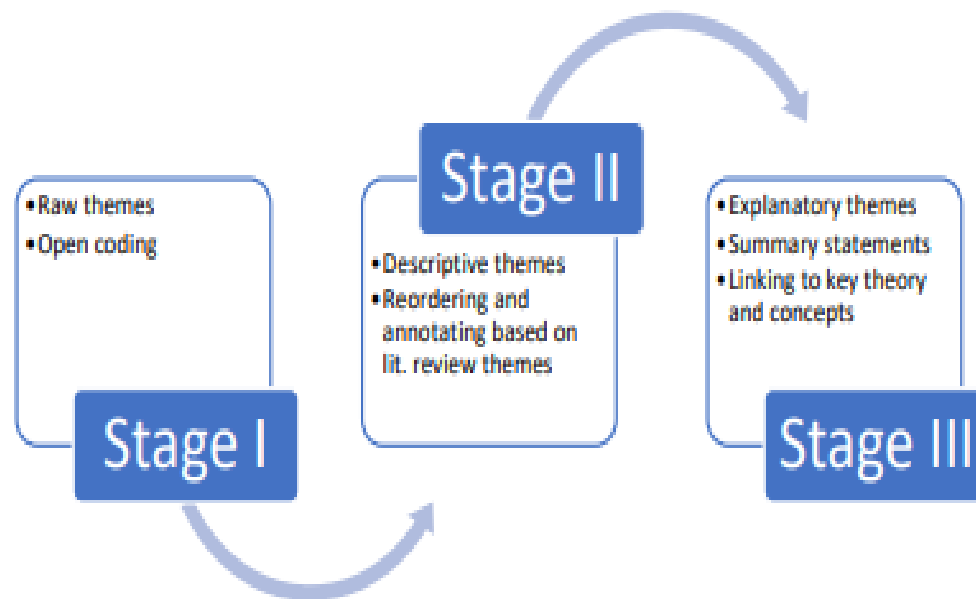 •Raw themes
•Open coding
Stage I
Stage II
•Descriptive themes
•Reordering and
annotating based on
lit. review themes
•Explanatory themes
•Summary statements
•Linking to key theory
and concepts
Stage III